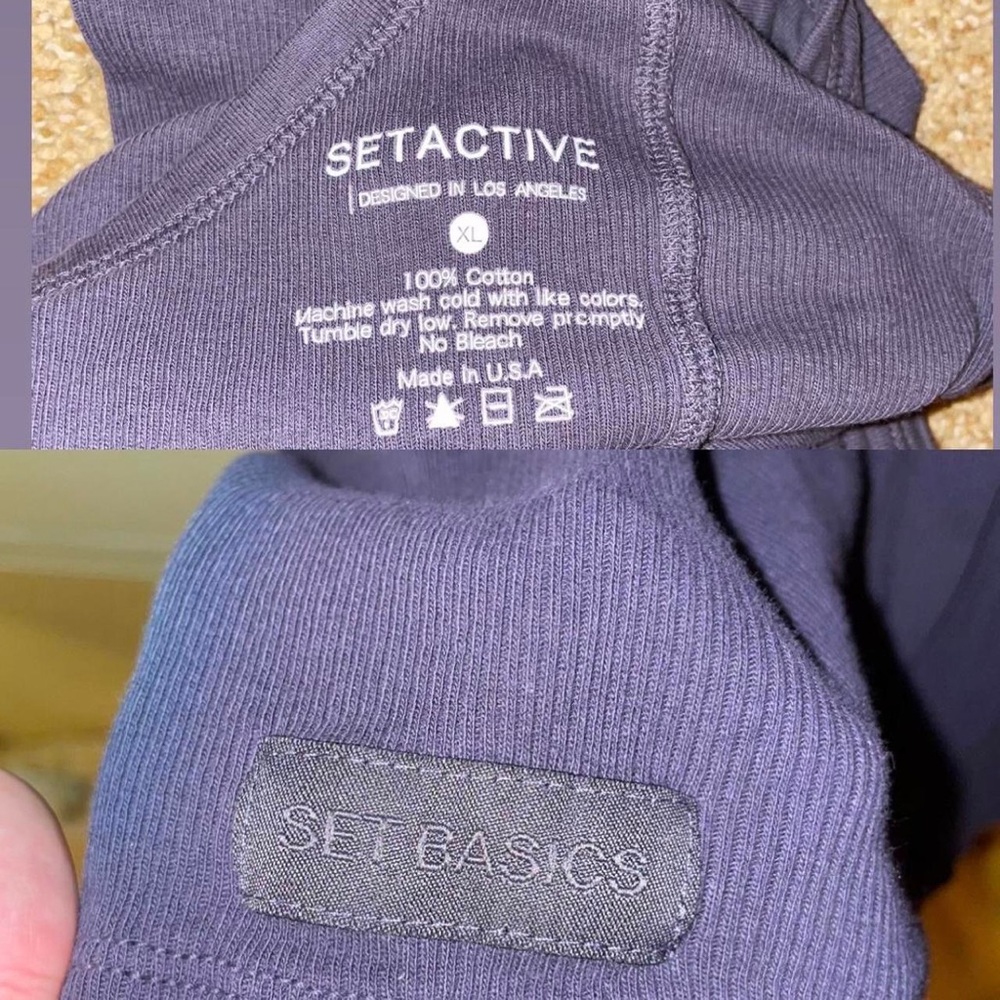 SETACTIVE
DESIGNED IN LOS ANGELES
XL
100% Cotton
Machine wash cold with like colors.
Tumble dry low. Remove promptly
No Bleach
Made in U.S.A
SET BASICS